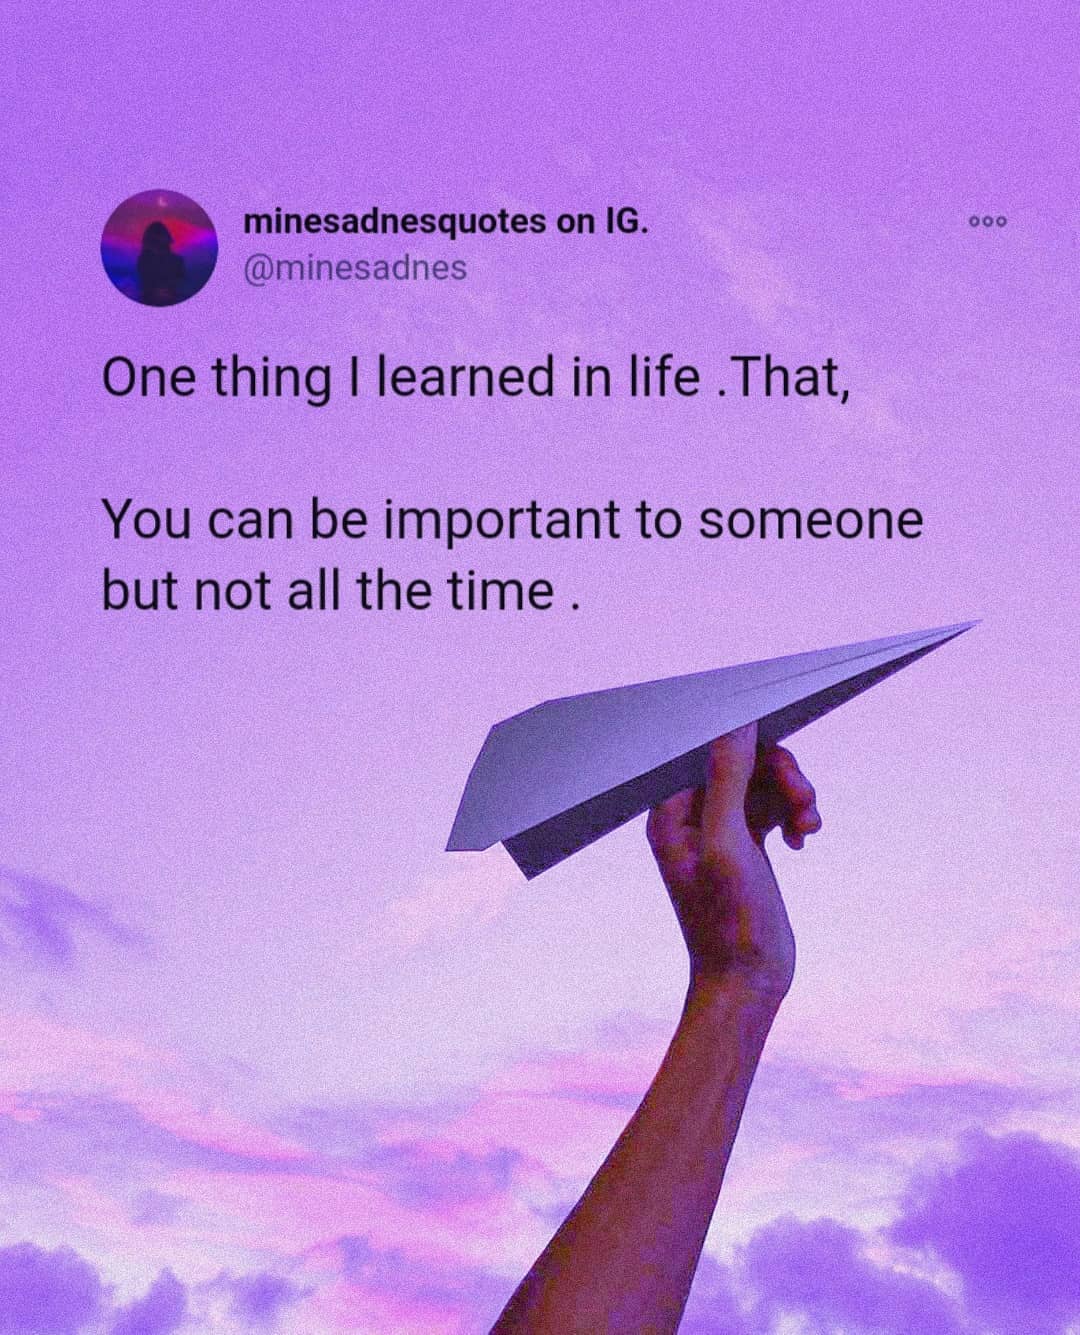 minesadnesquotes on IG.
@minesadnes
One thing I learned in life .That,
You can be important to someone
but not all the time .